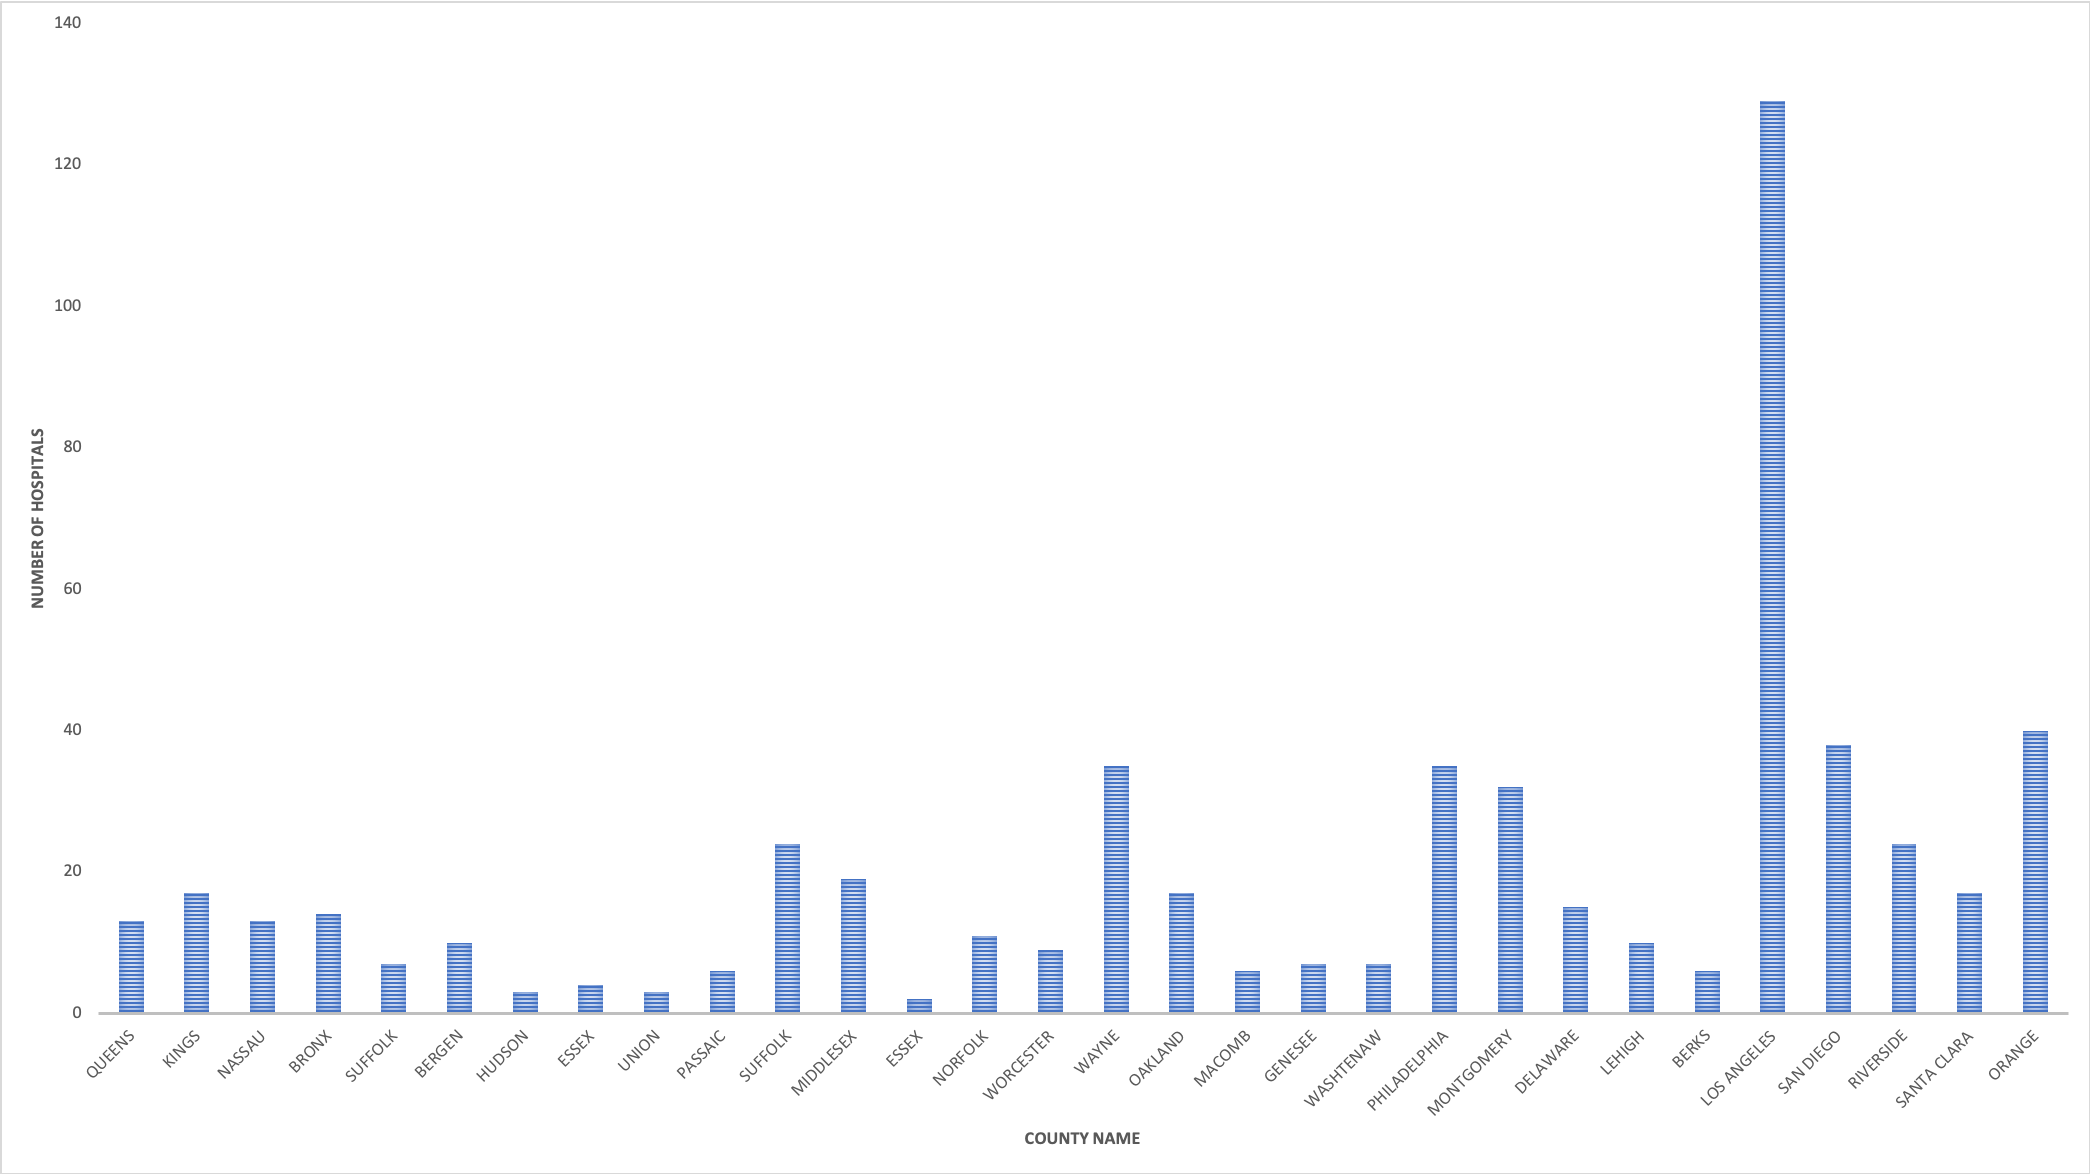 140
120
100
80
60
40
20
0
NUMBER OF HOSPITALS
QUEENS
KINGS
NASSAU
BRONX
SUFFOLK
BERGEN
HUDSON
ESSEX
UNION
PASSAIC
SUFFOLK
MIDDLESEX
ESSEX
NORFOLK
WORCESTER
WAYNE
OAKLAND
MACOMB
GENESEE
WASHTENAW
PHILADELPHIA
MONTGOMERY
DELAWARE
LEHIGH
BERKS
LOS ANGELES
SAN DIEGO
RIVERSIDE
SANTA CLARA
ORANGE
COUNTY NAME